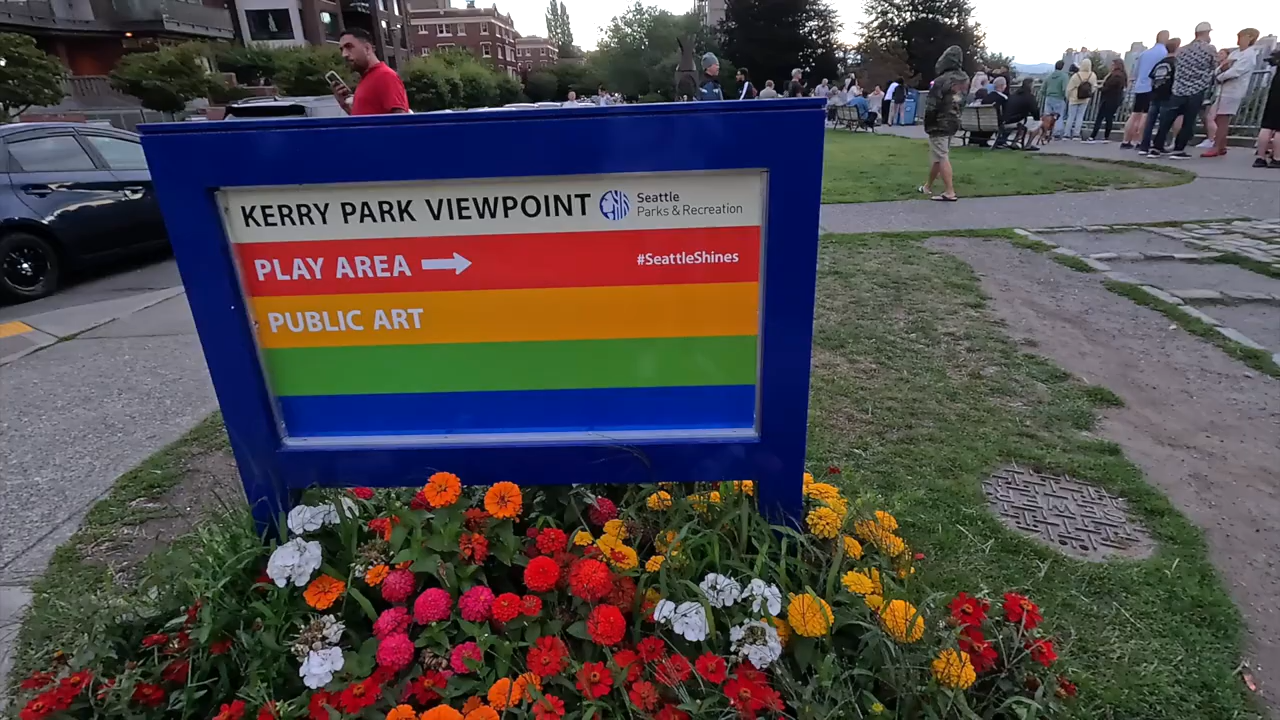 KERRY PARK VIEWPOINT
Seattle
Parks & Recreation
PLAY AREA
#SeattleShines
PUBLIC ART